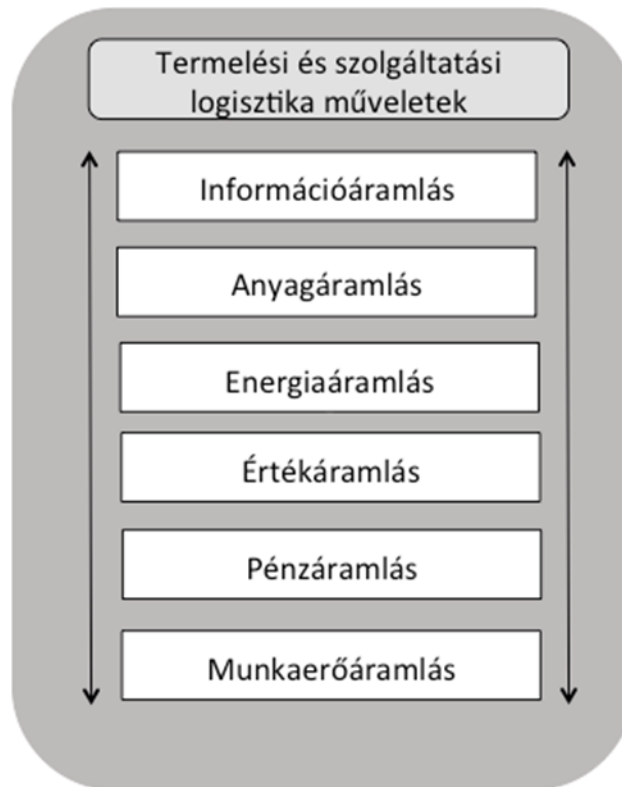 Termelési és szolgáltatási
logisztika műveletek
Információáramlás
Anyagáramlás
Energiaáramlás
Értékáramlás
Pénzáramlás
Munkaerőáramlás